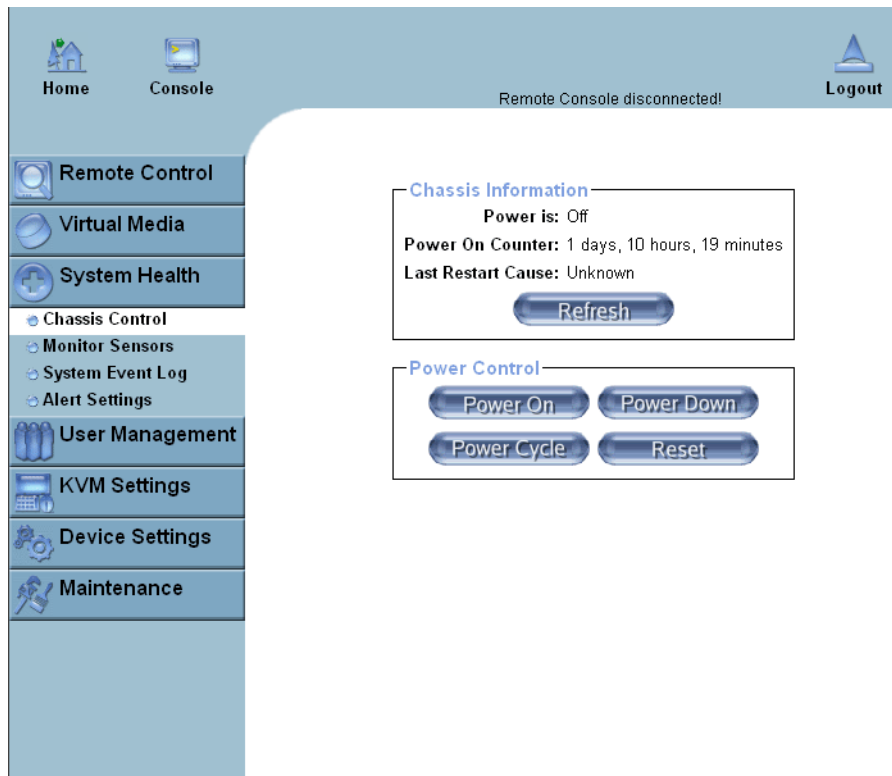 Home
Console
Remote Console disconnected!
Logout
Remote Control
Virtual Media
System Health
Chassis Control
Monitor Sensors
System Event Log
Alert Settings
User Management
KVM Settings
Device Settings
Maintenance
Chassis Information
Power is: Off
Power On Counter: 1 days, 10 hours, 19 minutes
Last Restart Cause: Unknown
Refresh
Power Control
Power On
Power Down
Power Cycle
Reset